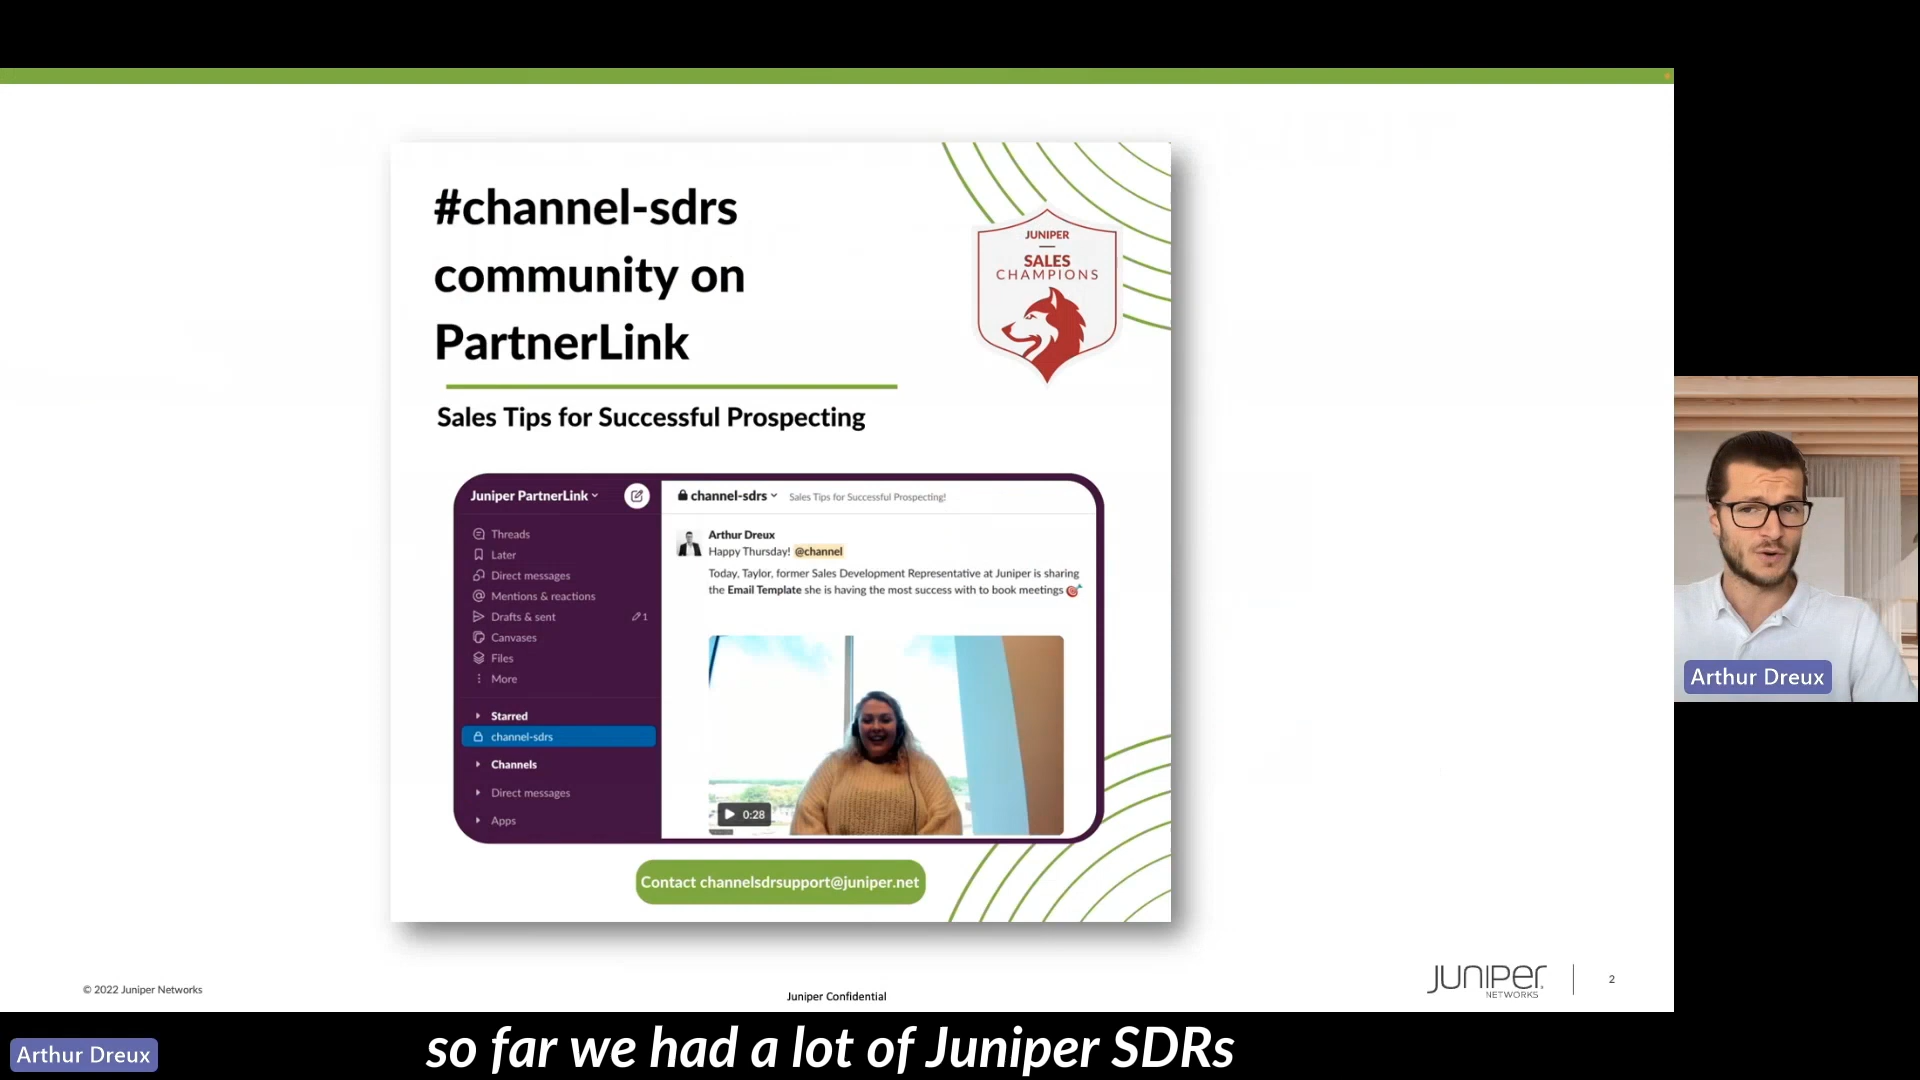 #channel-sdrs
community on
PartnerLink
JUNIPER
SALES
CHAMPIONS
Sales Tips for Successful Prospecting
Juniper PartnerLink
Threads
Later
Direct messages
Mentions & reactions
Drafts & sent 1
Canvases
Files
More
Starred
channel-sdrs
Channels
Direct messages
Apps
channel-sdrs Sales Tips for Successful Prospecting!
Arthur Dreux
Happy Thursday! @channel
Today, Taylor, former Sales Development Representative at Juniper is sharing
the Email Template she is having the most success with to book meetings
0:28
Contact channelsdrsupport@juniper.net
Arthur Dreux
© 2022 Juniper Networks
Juniper Confidential
JUNIPER
NETWORKS
2
Arthur Dreux
so far we had a lot of Juniper SDRs